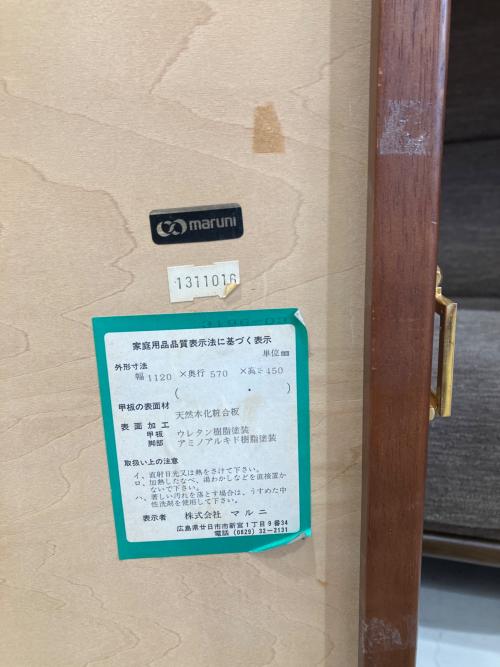 maruni
1311016
家庭用品品質表示法に基づく表示
単位㎜
外形寸法
幅 1120 ×奥行 570 ×高さ 450
( ・ )
甲板の表面材 天然木化粧合板
表面加工
甲板 ウレタン樹脂塗装
脚部 アミノアルキド樹脂塗装
取扱い上の注意
イ、直射日光又は熱をさけて下さい。
ロ、加熱したなべ、湯わかしなどを直接置か
ないで下さい。
ハ、著しい汚れを落とす場合は、うすめた中
性洗剤を使用して下さい。
表示者 株式会社 マルニ
広島県廿日市市新宮1丁目9番34
電話 (0829) 32-2131